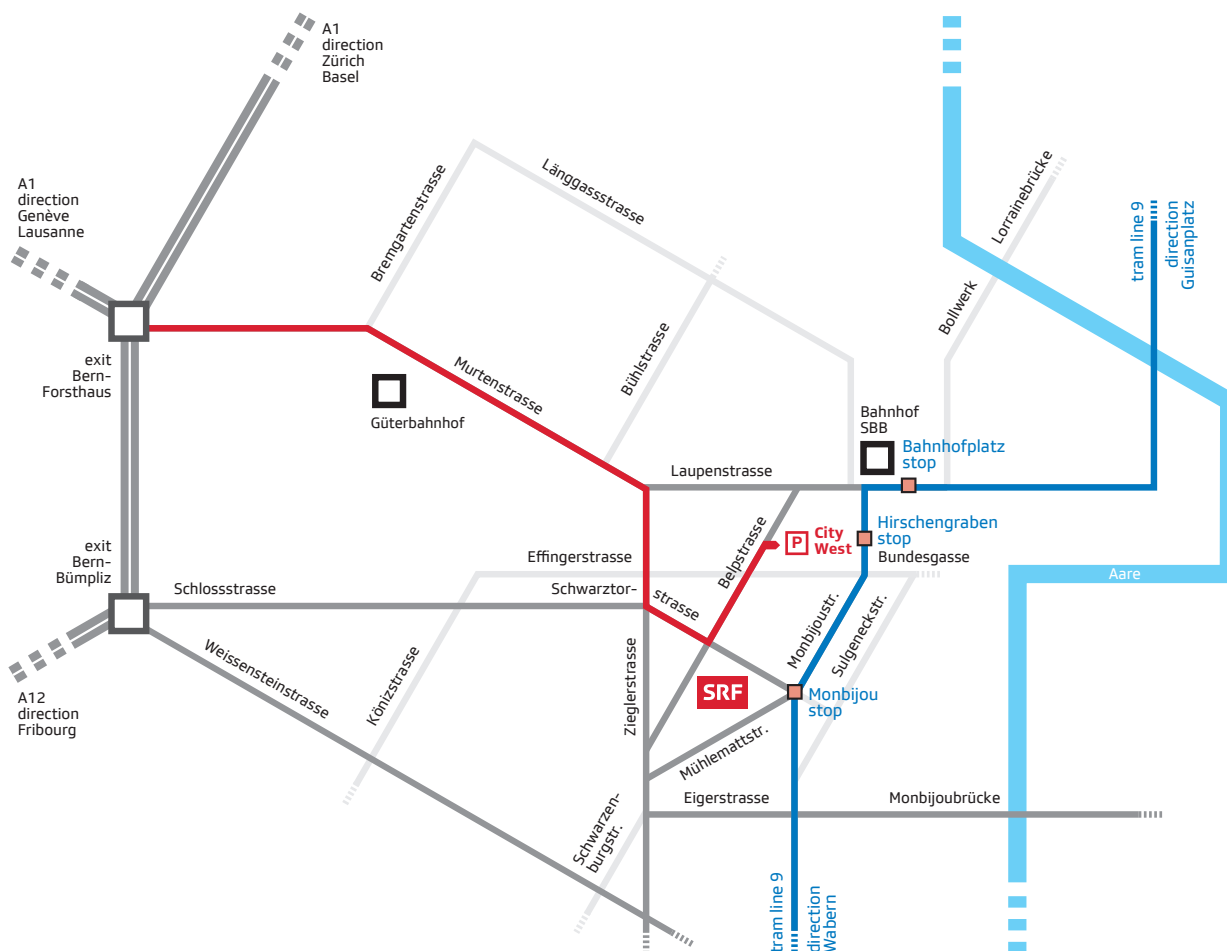 A1
direction
Zürich
Basel
A1
direction
Genève
Lausanne
Bremgartenstrasse
Länggassstrasse
Lorrainebrücke
tram line 9
direction
Guisanplatz
Bollwerk
Bühlstrasse
Murtenstrasse
exit
Bern-
Forsthaus
Güterbahnhof
Bahnhof
SBB
Bahnhofplatz
stop
Laupenstrasse
Hirschengraben
stop
Bundesgasse
P
City
West
Belpstrasse
Effingerstrasse
exit
Bern-
Bümpliz
Schlossstrasse
Schwarztor-
strasse
Aare
Monbijoustr.
Sulgeneckstr.
Weissensteinstrasse
Könizstrasse
Zieglerstrasse
SRF
Monbijou
stop
A12
direction
Fribourg
Mühlemattstr.
Eigerstrasse
Monbijoubrücke
Schwarzen-
burgstr.
tram line 9
direction
Wabern